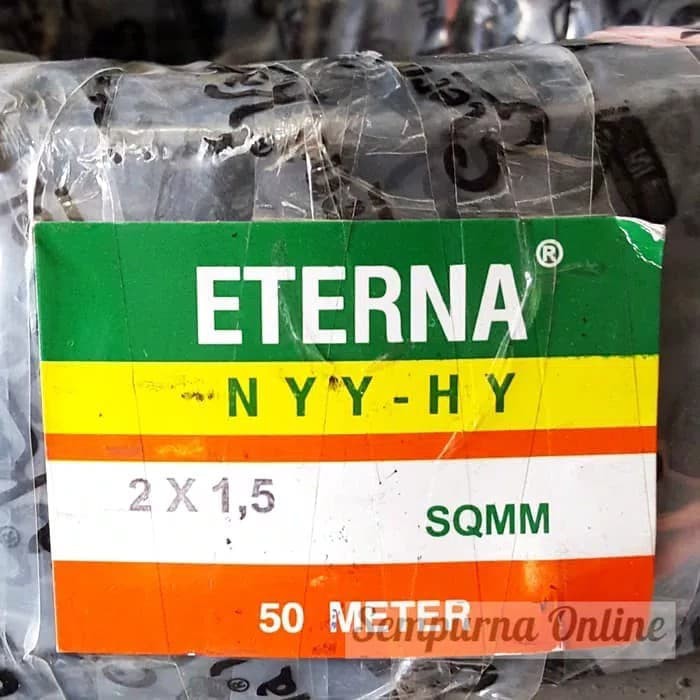 ETERNA®
NYY-HY
2 X 1,5
SQMM
50 METER
Sempurna Online